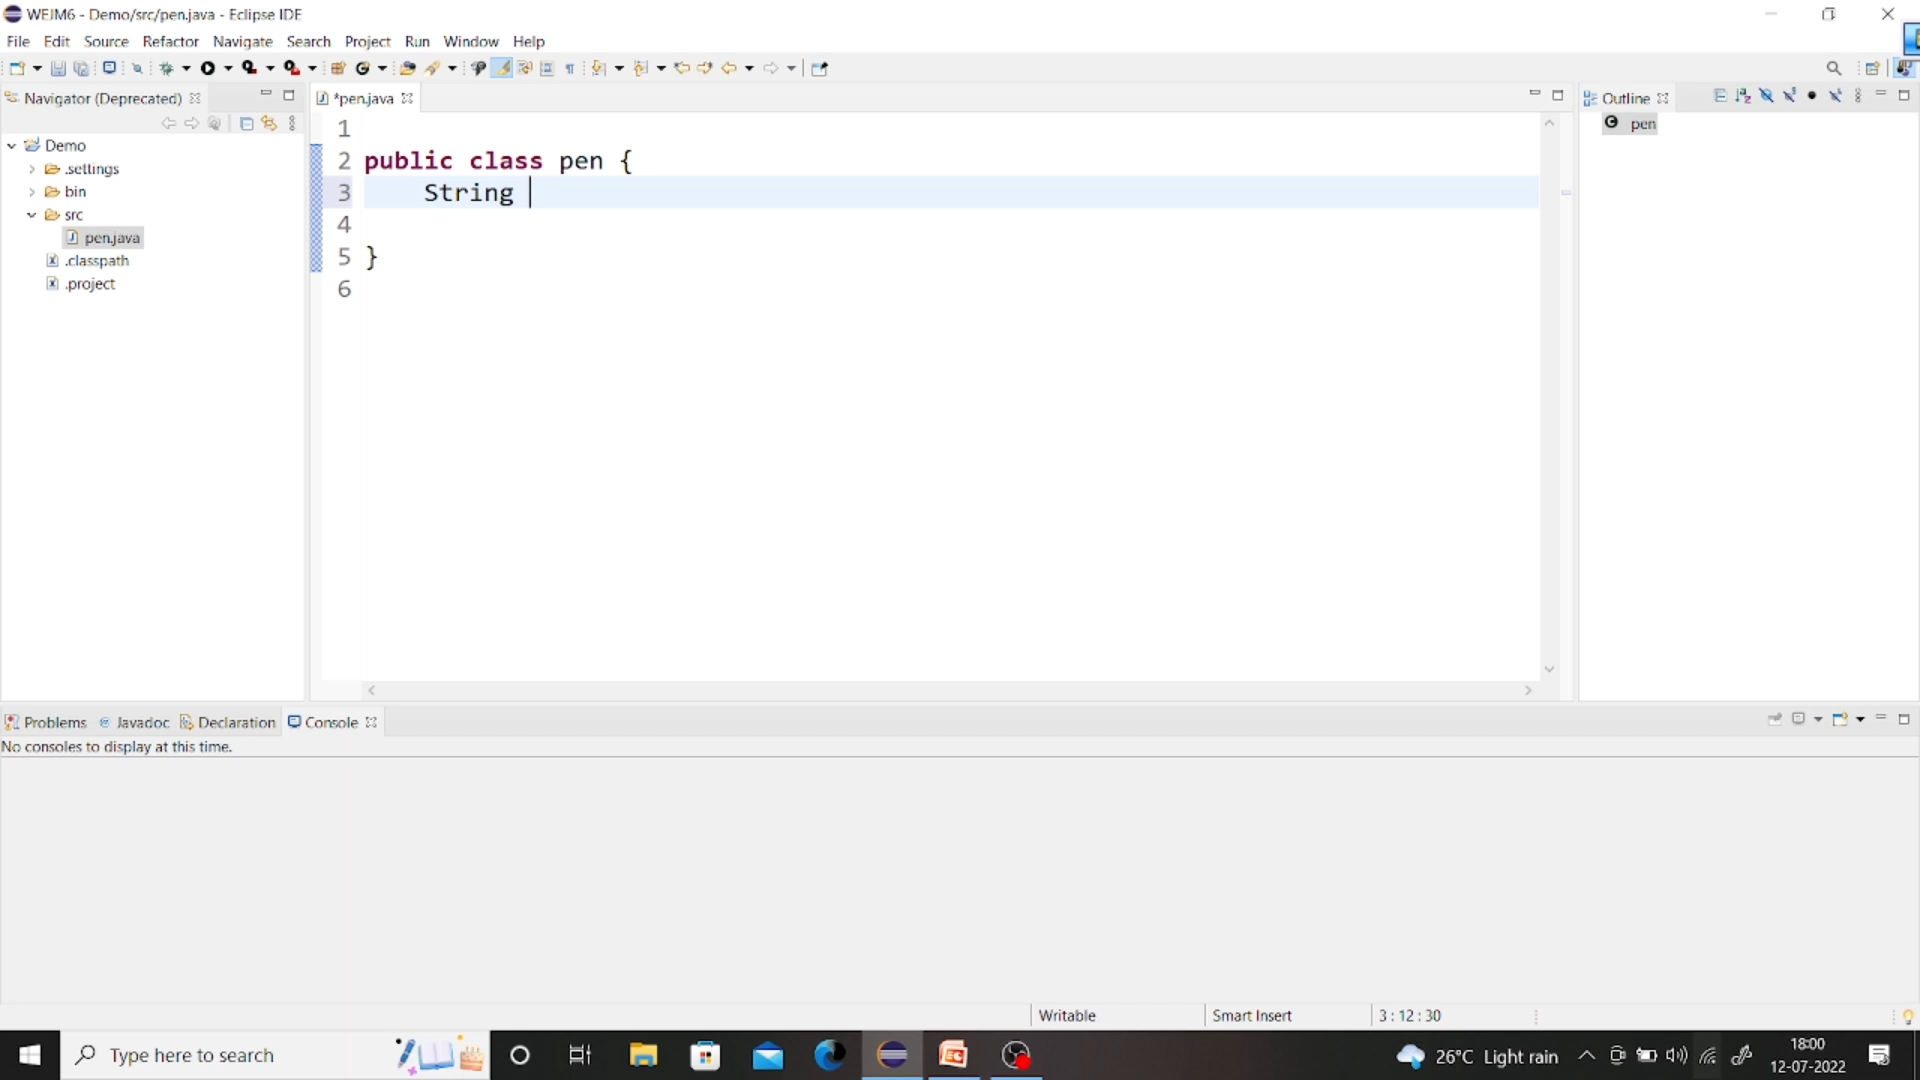 WEJM6 - Demo/src/pen.java - Eclipse IDE
File Edit Source Refactor Navigate Search Project Run Window Help
Navigator (Deprecated)
*pen.java
Outline
1
Demo
pen
.settings
2 public class pen {
bin
3 String
src
4
pen.java
5 }
.classpath
6
.project
Problems @ Javadoc Declaration Console
No consoles to display at this time.
Writable Smart Insert 3 : 12 : 30
Type here to search
26°C Light rain
18:00
12-07-2022